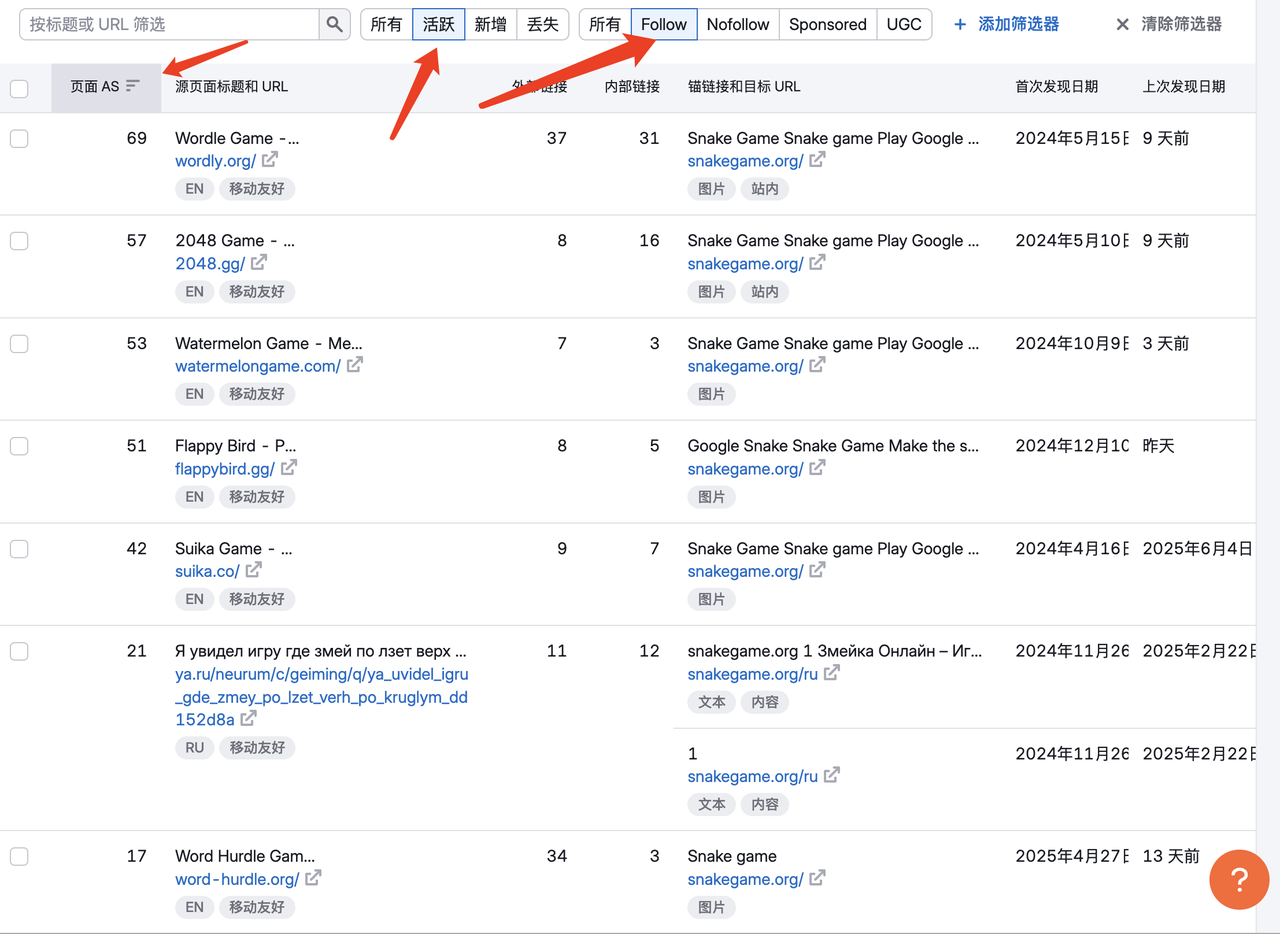 按标题或 URL 筛选
所有 活跃 新增 丢失 所有 Follow Nofollow Sponsored UGC + 添加筛选器 清除筛选器
页面 AS 源页面标题和 URL 外部链接 内部链接 锚链接和目标 URL 首次发现日期 上次发现日期
69 Wordle Game -... 37 31 Snake Game Snake game Play Google ... 2024年5月15日 9 天前
wordly.org/ snakegame.org/
EN 移动友好 图片 站内
57 2048 Game - ... 8 16 Snake Game Snake game Play Google ... 2024年5月10日 9 天前
2048.gg/ snakegame.org/
EN 移动友好 图片 站内
53 Watermelon Game - Me... 7 3 Snake Game Snake game Play Google ... 2024年10月9日 3 天前
watermelongame.com/ snakegame.org/
EN 移动友好 图片
51 Flappy Bird - P... 8 5 Google Snake Snake Game Make the s... 2024年12月10 昨天
flappybird.gg/ snakegame.org/
EN 移动友好 图片
42 Suika Game - ... 9 7 Snake Game Snake game Play Google ... 2024年4月16日 2025年6月4日
suika.co/ snakegame.org/
EN 移动友好 图片
21 Я увидел игру где змей по лзет верх ... 11 12 snakegame.org 1 Змейка Онлайн – Иг... 2024年11月26 2025年2月22日
ya.ru/neurum/c/geiming/q/ya_uvidel_igru snakegame.org/ru
_gde_zmey_po_lzet_verh_po_kruglym_dd 文本 内容
152d8a
RU 移动友好
1 2024年11月26 2025年2月22日
snakegame.org/ru
文本 内容
17 Word Hurdle Gam... 34 3 Snake game 2025年4月27日 13 天前
word-hurdle.org/ snakegame.org/
EN 移动友好 图片
?